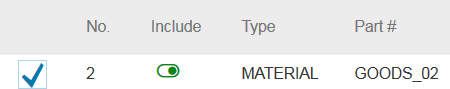 No. Include Type Part #
2 MATERIAL GOODS_02